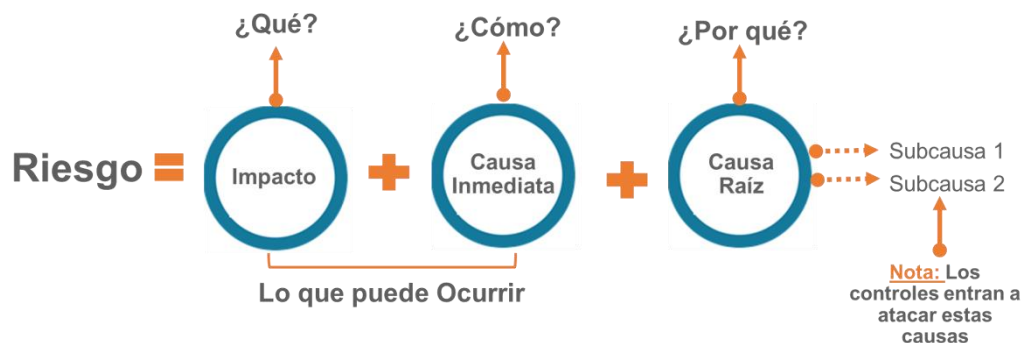 ¿Qué?
¿Cómo?
¿Por qué?
Riesgo = Impacto + Causa Inmediata + Causa Raíz
Subcausa 1
Subcausa 2
Lo que puede Ocurrir
Nota: Los
controles entran a
atacar estas
causas